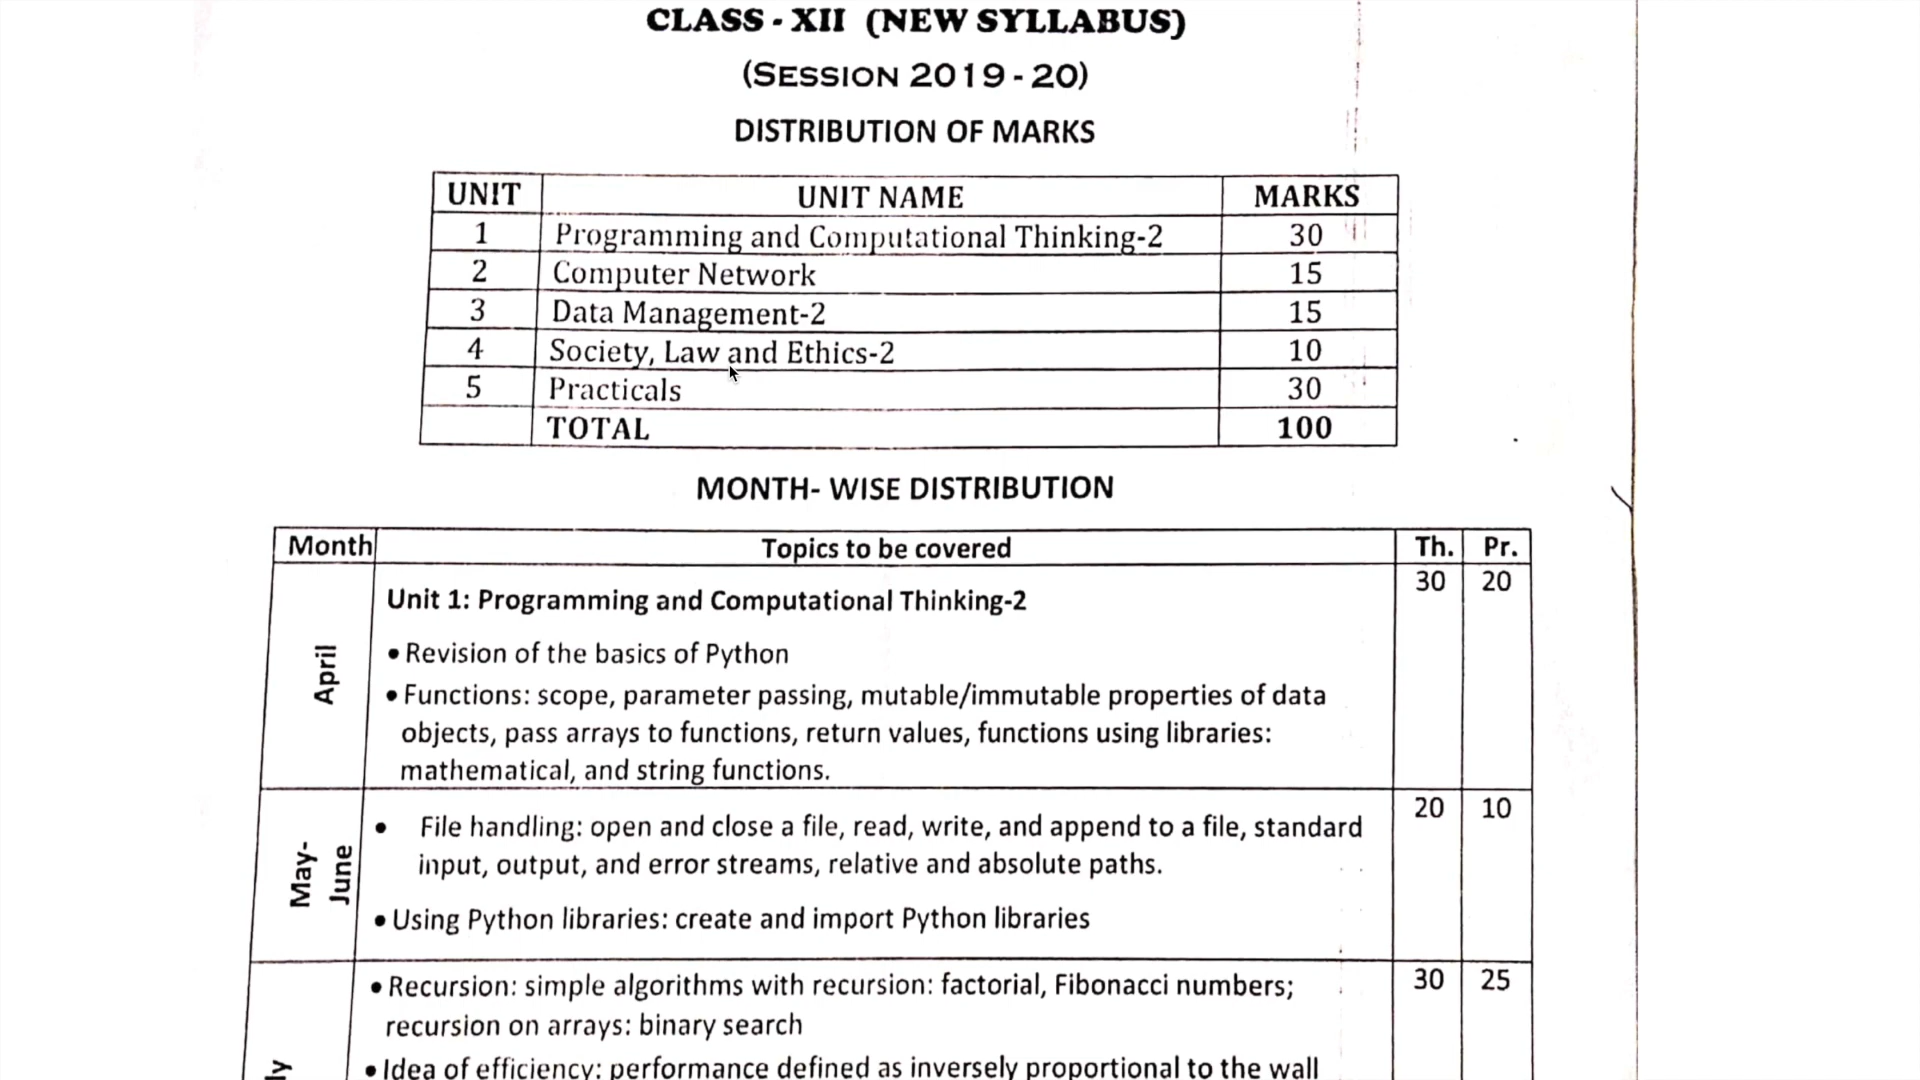 CLASS - XII (NEW SYLLABUS)
(SESSION 2019 - 20)
DISTRIBUTION OF MARKS
UNIT UNIT NAME MARKS
1 Programming and Computational Thinking-2 30
2 Computer Network 15
3 Data Management-2 15
4 Society, Law and Ethics-2 10
5 Practicals 30
TOTAL 100
MONTH- WISE DISTRIBUTION
Month Topics to be covered Th. Pr.
April
Unit 1: Programming and Computational Thinking-2 30 20
• Revision of the basics of Python
• Functions: scope, parameter passing, mutable/immutable properties of data
objects, pass arrays to functions, return values, functions using libraries:
mathematical, and string functions.
May-
June
• File handling: open and close a file, read, write, and append to a file, standard 20 10
input, output, and error streams, relative and absolute paths.
• Using Python libraries: create and import Python libraries
• Recursion: simple algorithms with recursion: factorial, Fibonacci numbers; 30 25
recursion on arrays: binary search
• Idea of efficiency: performance defined as inversely proportional to the wall